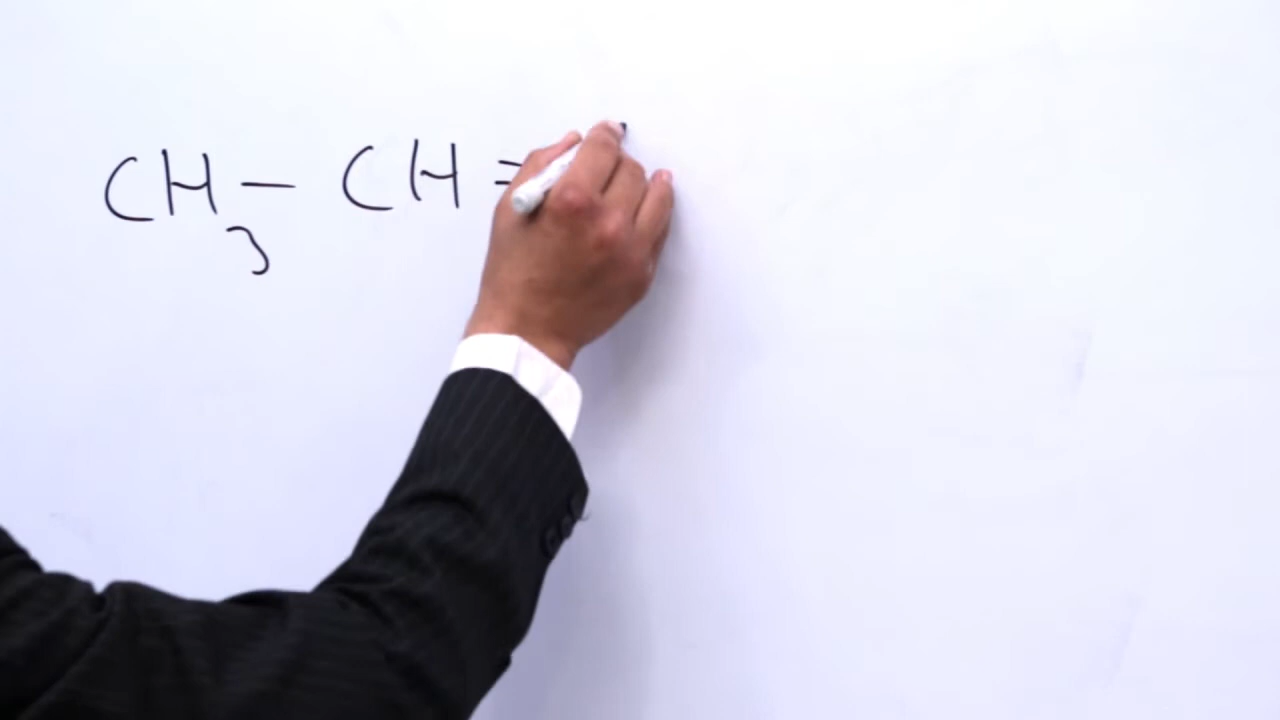 CH₃ - CH =